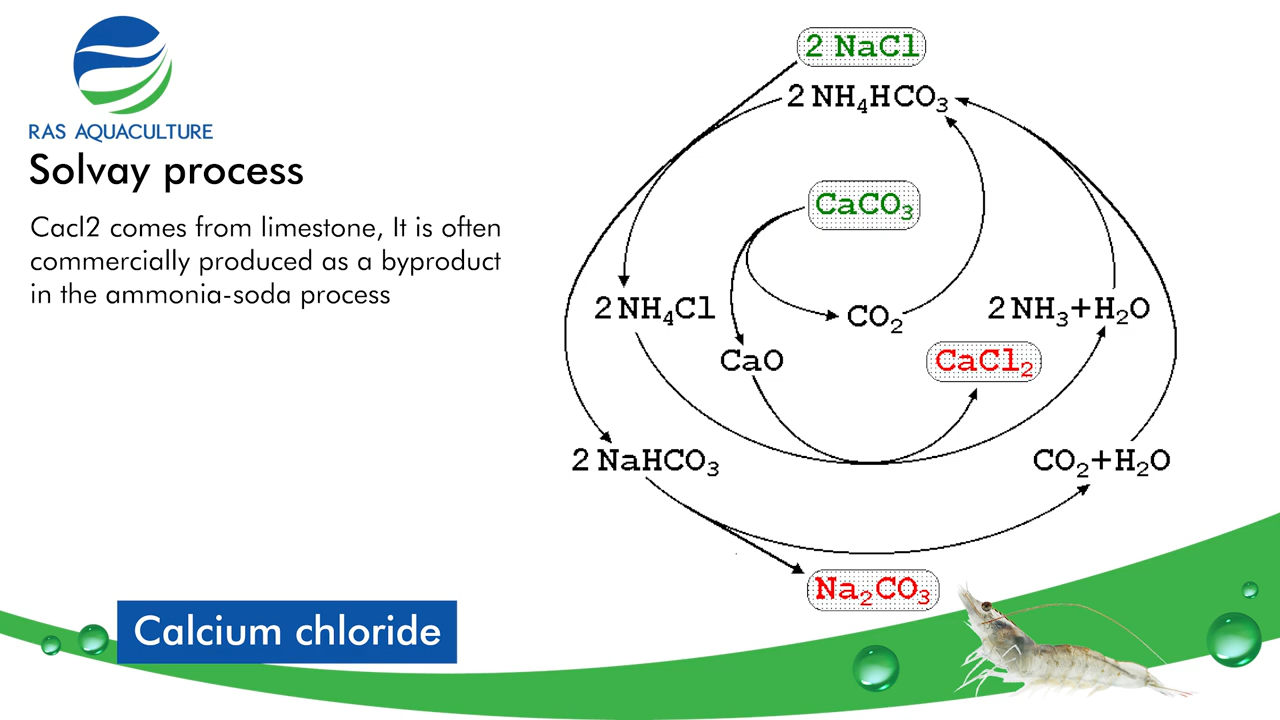 RAS AQUACULTURE
Solvay process
Cacl2 comes from limestone, It is often
commercially produced as a byproduct
in the ammonia-soda process
2 NaCl
2 NH₄HCO₃
CaCO₃
2 NH₄Cl
CO₂
2 NH₃+H₂O
CaO
CaCl₂
2 NaHCO₃
CO₂+H₂O
Na₂CO₃
Calcium chloride